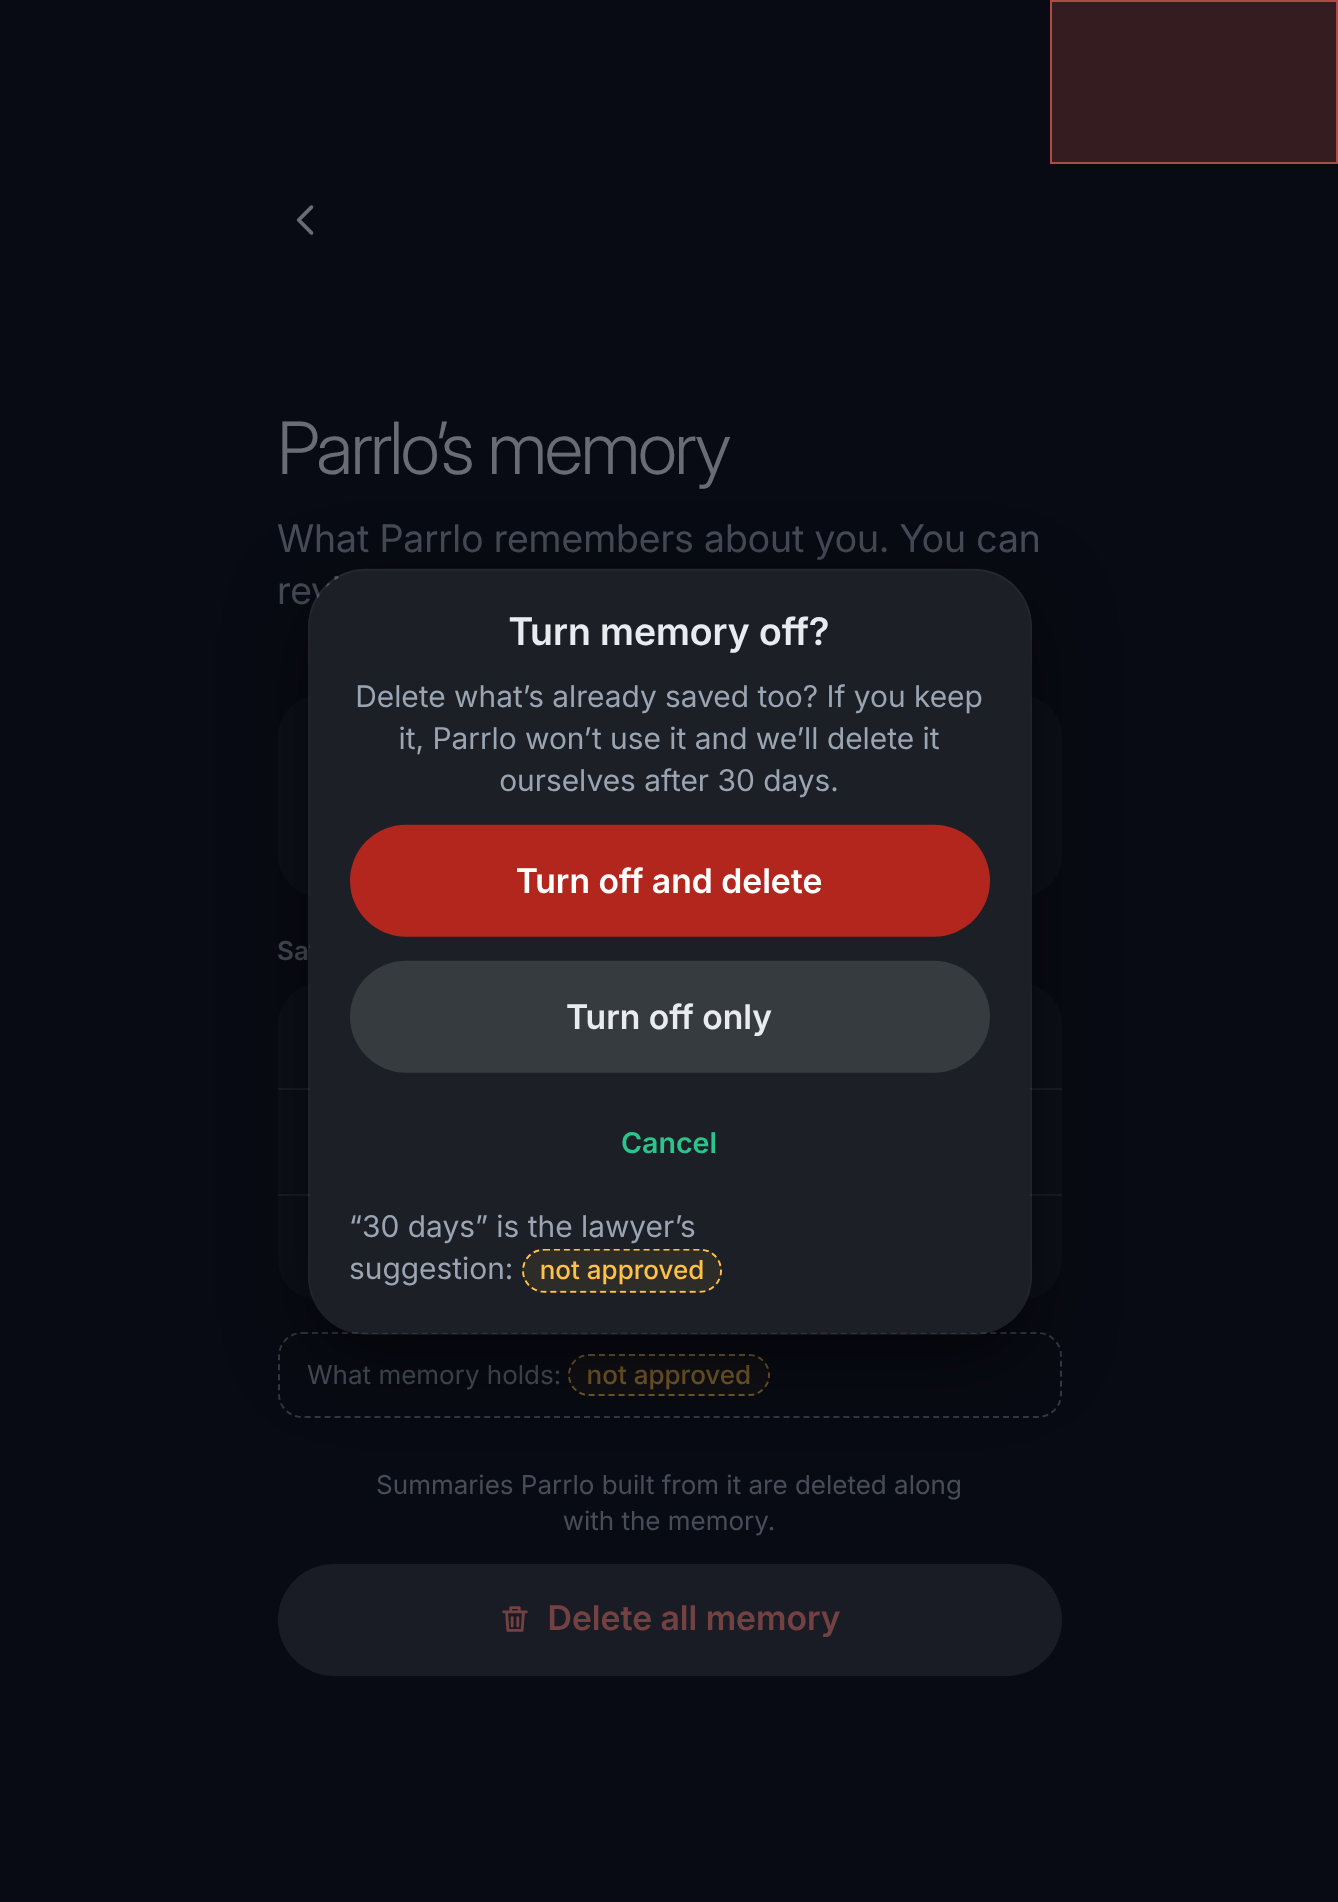 Parrlo’s memory
What Parrlo remembers about you. You can
Turn memory off?
Delete what’s already saved too? If you keep
it, Parrlo won’t use it and we’ll delete it
ourselves after 30 days.
Turn off and delete
Turn off only
Cancel
“30 days” is the lawyer’s
suggestion: not approved
What memory holds: not approved
Summaries Parrlo built from it are deleted along
with the memory.
Delete all memory